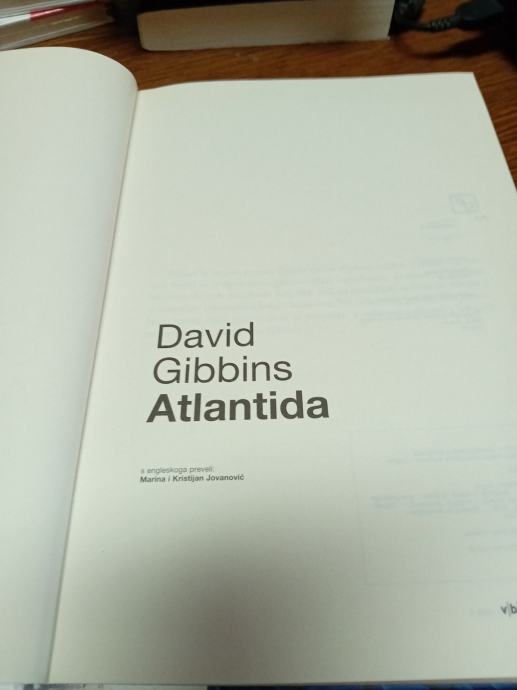 David
Gibbins
Atlantida
s engleskoga preveli:
Marina i Kristijan Jovanović
v|b